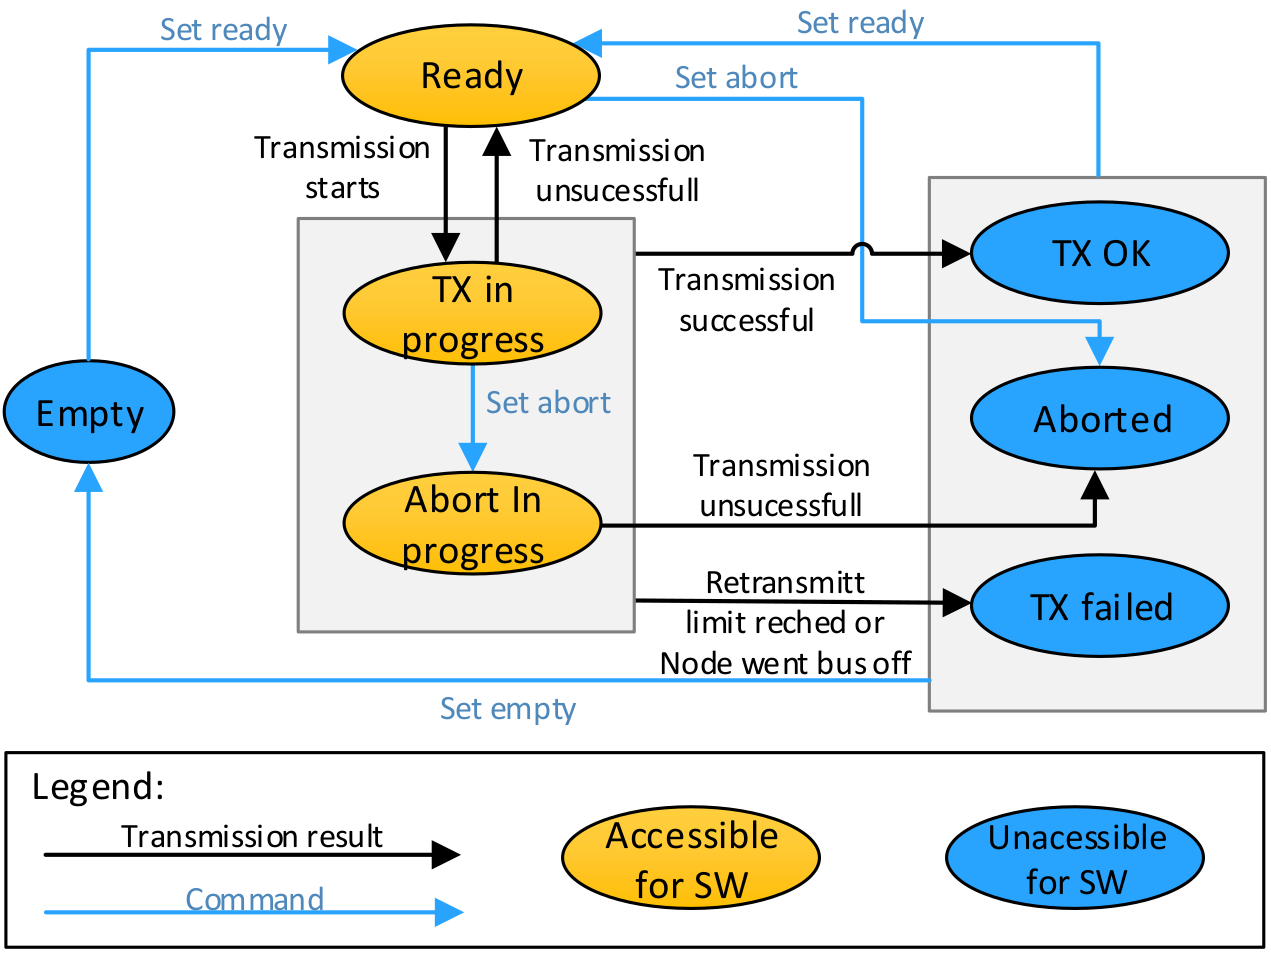 Set ready
Set ready
Ready
Set abort
Transmission
starts
Transmission
unsucessfull
TX in
progress
TX OK
Transmission
successful
Set abort
Empty
Aborted
Abort In
progress
Transmission
unsucessfull
Retransmitt
limit reched or
Node went bus off
TX failed
Set empty
Legend:
Transmission result
Command
Accessible
for SW
Unacessible
for SW